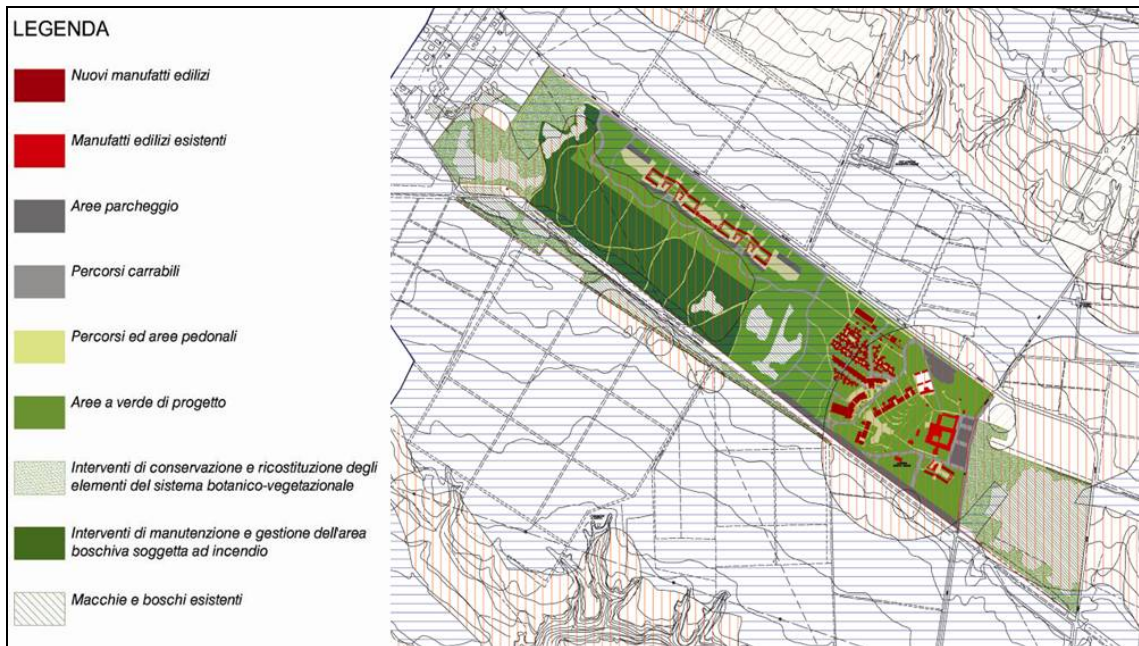 LEGENDA
Nuovi manufatti edilizi
Manufatti edilizi esistenti
Aree parcheggio
Percorsi carrabili
Percorsi ed aree pedonali
Aree a verde di progetto
Interventi di conservazione e ricostituzione degli
elementi del sistema botanico-vegetazionale
Interventi di manutenzione e gestione dell'area
boschiva soggetta ad incendio
Macchie e boschi esistenti